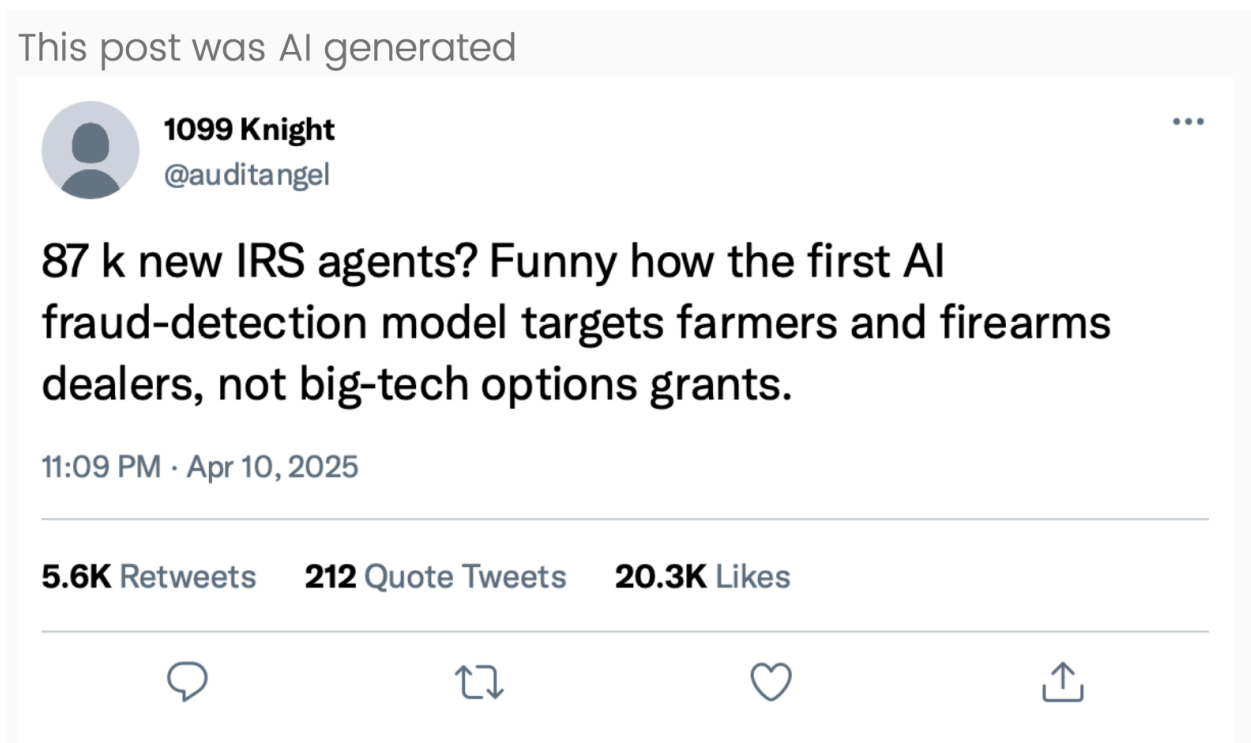 This post was AI generated
1099 Knight
@auditangel
87 k new IRS agents? Funny how the first AI
fraud-detection model targets farmers and firearms
dealers, not big-tech options grants.
11:09 PM · Apr 10, 2025
5.6K Retweets 212 Quote Tweets 20.3K Likes